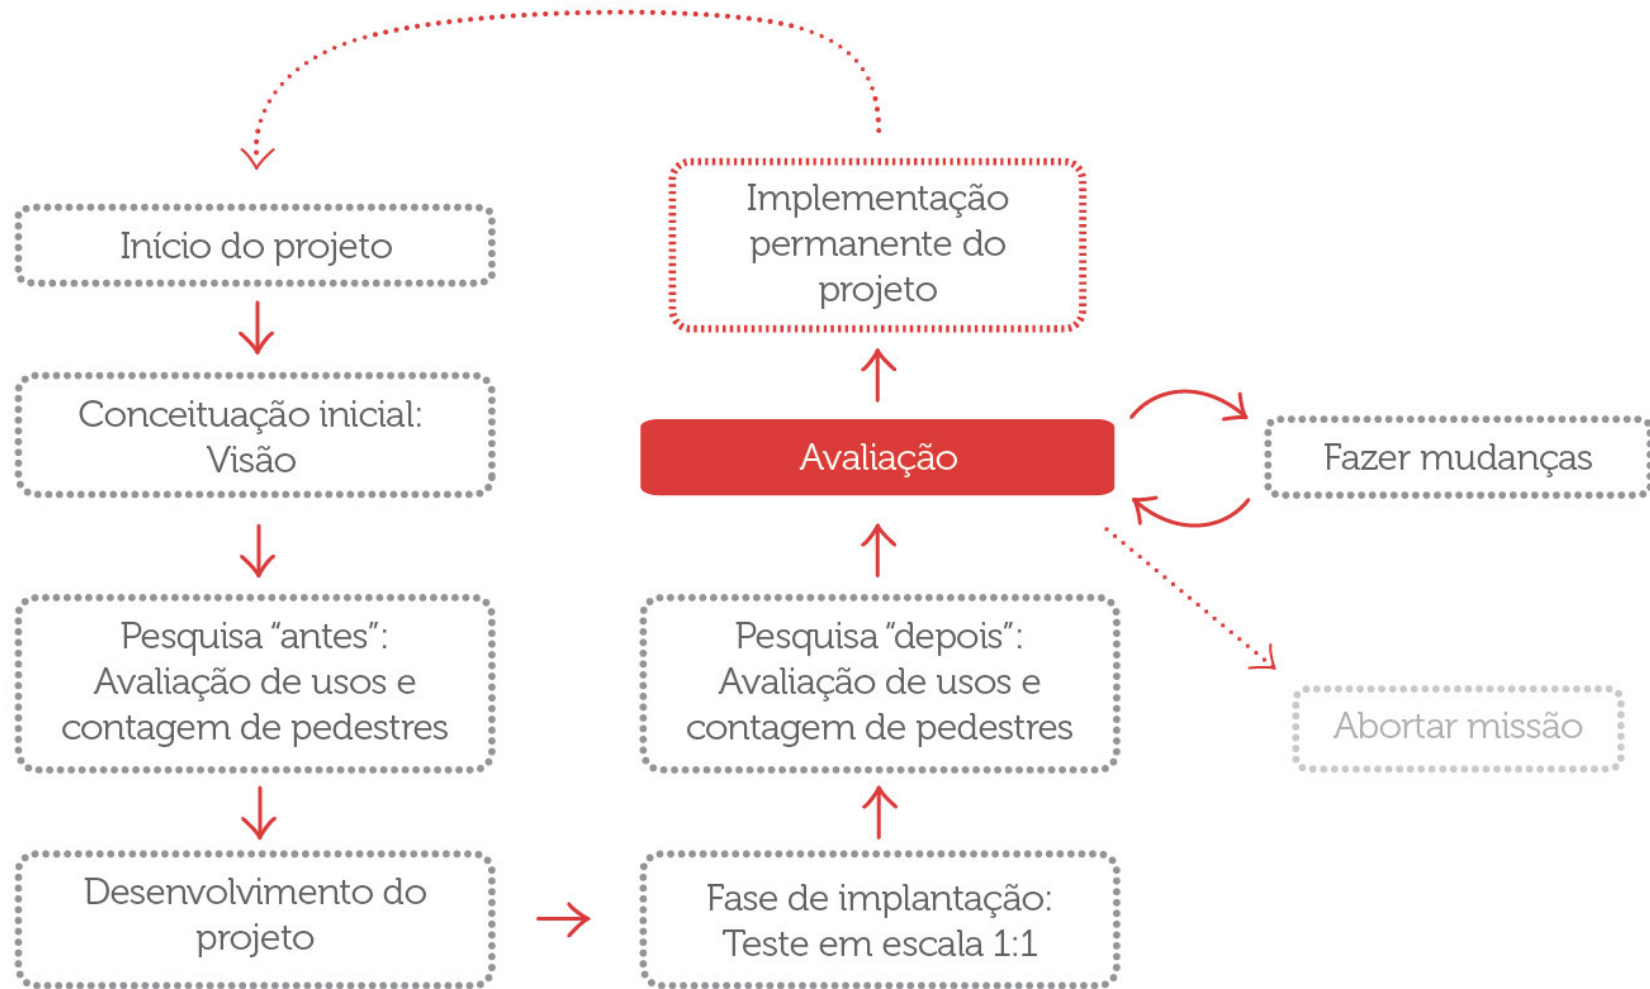 Início do projeto
Conceituação inicial:
Visão
Pesquisa “antes”:
Avaliação de usos e
contagem de pedestres
Desenvolvimento do
projeto
Fase de implantação:
Teste em escala 1:1
Pesquisa “depois”:
Avaliação de usos e
contagem de pedestres
Avaliação
Implementação
permanente do
projeto
Fazer mudanças
Abortar missão